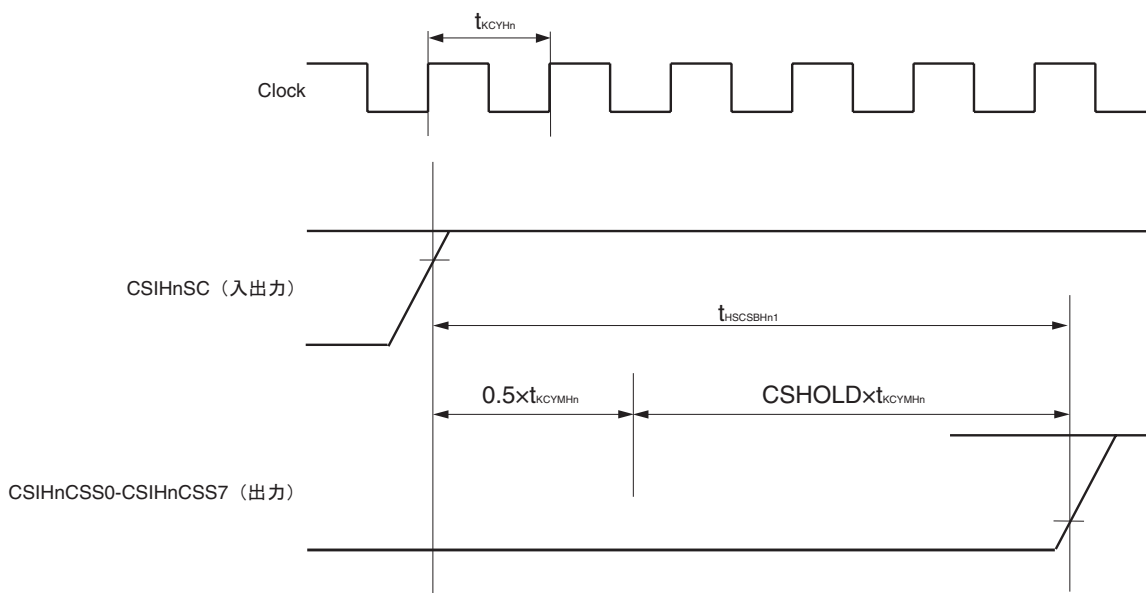 tKCYHn
Clock
CSIHnSC（入出力）
tHSCSBHn1
0.5×tKCYMHn
CSHOLD×tKCYMHn
CSIHnCSS0-CSIHnCSS7（出力）